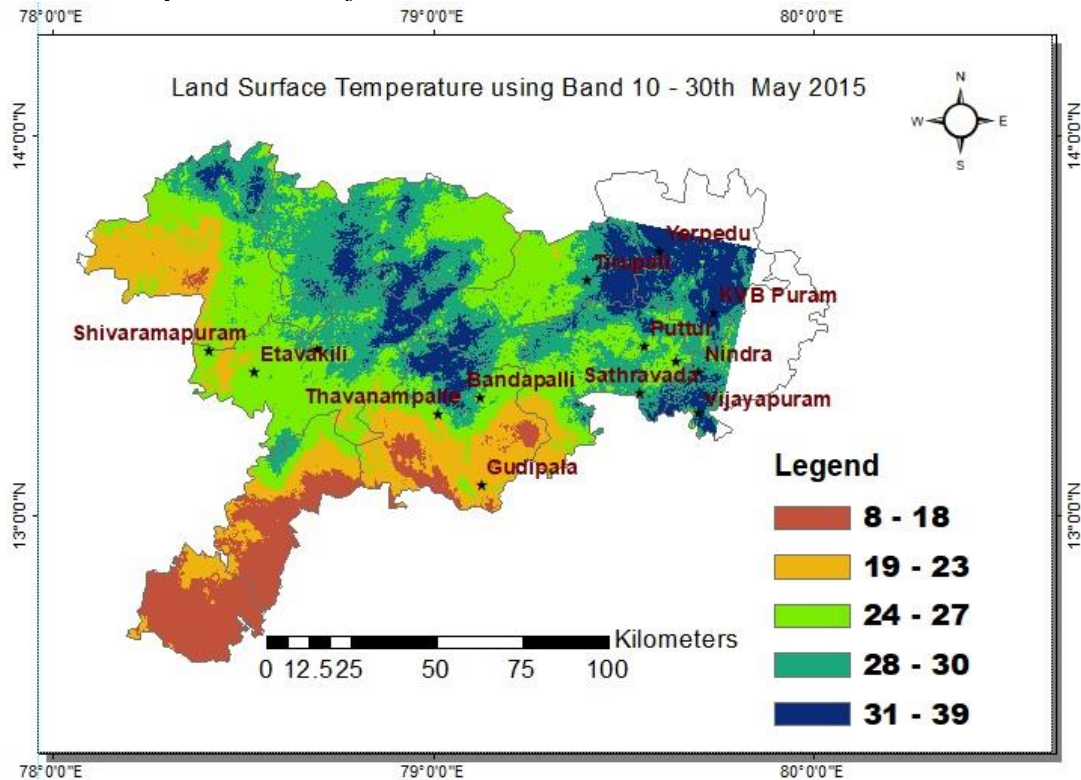 78°0'0"E 79°0'0"E 80°0'0"E
Land Surface Temperature using Band 10 - 30th May 2015
N
W E
S
14°0'0"N 14°0'0"N
Yerpedu
Tirupati
KVB Puram
Puttur
Shivaramapuram
Etavakili
Nindra
Bandapalli Sathravada
Thavanampalle
Vijayapuram
Gudipala
Legend
13°0'0"N 13°0'0"N
8 - 18
19 - 23
24 - 27
28 - 30
31 - 39
Kilometers
0 12.5 25 50 75 100
78°0'0"E 79°0'0"E 80°0'0"E